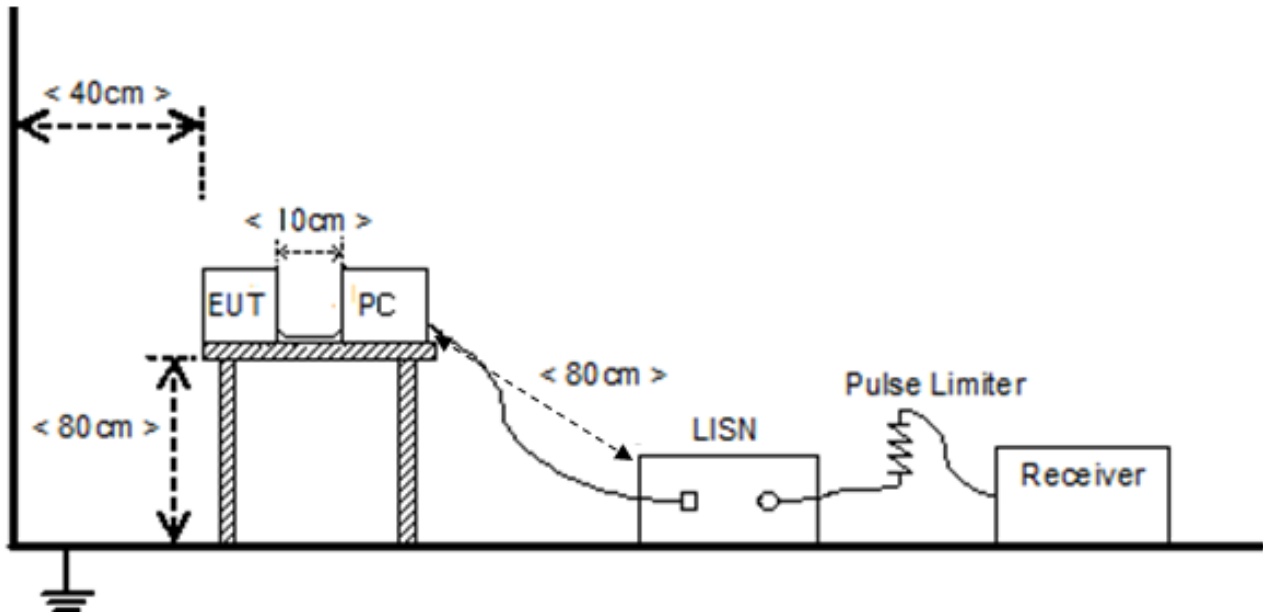 < 40cm >
< 10cm >
EUT
PC
< 80cm >
< 80cm >
Pulse Limiter
LISN
Receiver